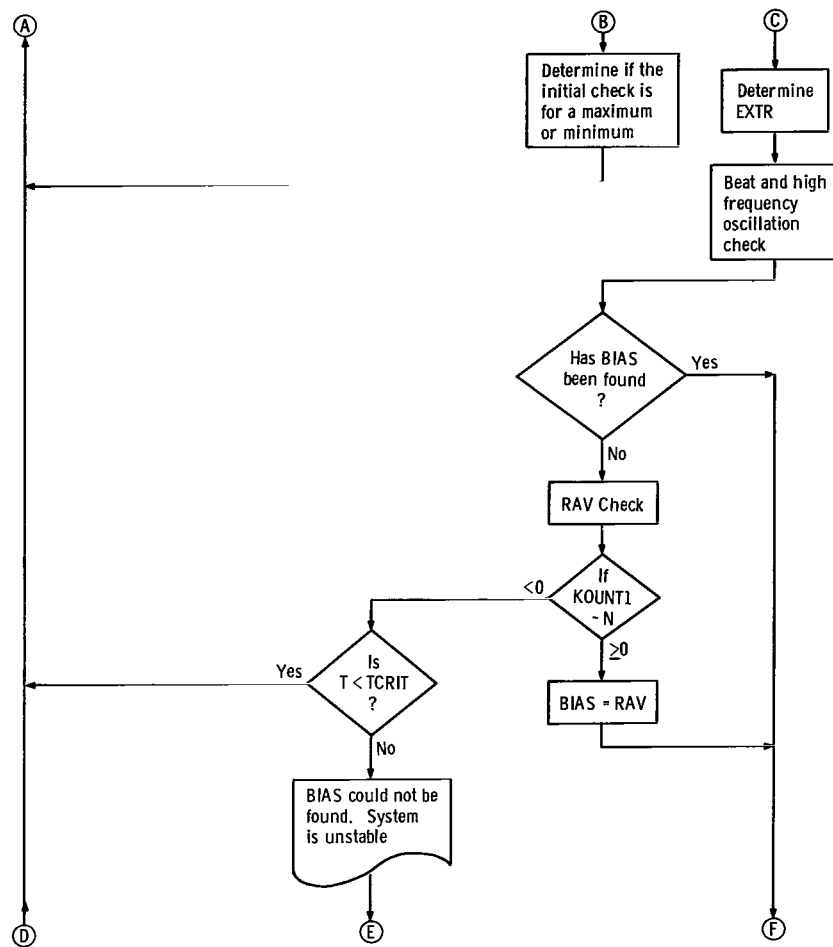 A
B
C
Determine if the
initial check is
for a maximum
or minimum
Determine
EXTR
Beat and high
frequency
oscillation
check
Has BIAS
been found
?
Yes
No
RAV Check
If
KOUNT1
- N
<0
≥0
Is
T < TCRIT
?
Yes
No
BIAS = RAV
BIAS could not be
found. System
is unstable
D
E
F